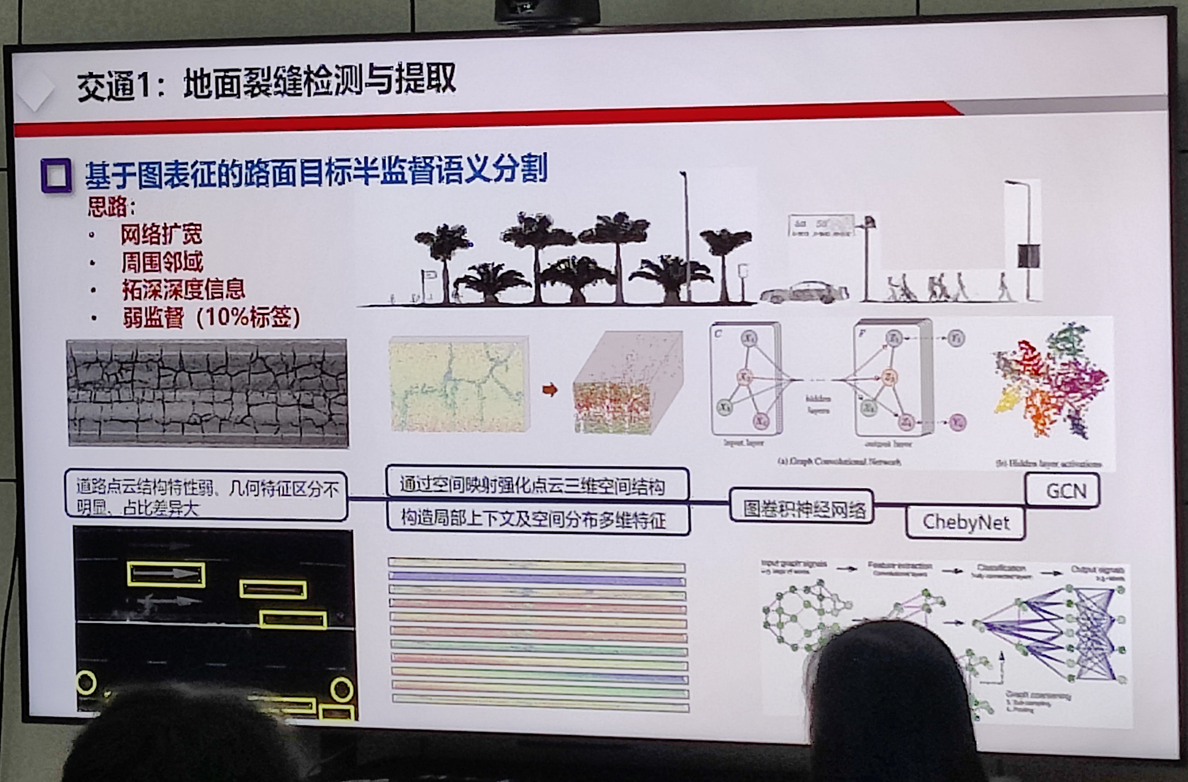 交通1：地面裂缝检测与提取
基于图表征的路面目标半监督语义分割
思路：
· 网络扩宽
· 周围邻域
· 拓深深度信息
· 弱监督（10%标签）
C
F
hidden
layers
input layer
output layer
(a) Graph Convolutional Network
(b) Hidden layer activations
道路点云结构特性弱、几何特征区分不
明显、占比差异大
通过空间映射强化点云三维空间结构
构造局部上下文及空间分布多维特征
图卷积神经网络
GCN
ChebyNet
Input graph signals
Feature extraction
Convolutional layers
Classification
Fully connected layers
Output signals
Graph coarsening